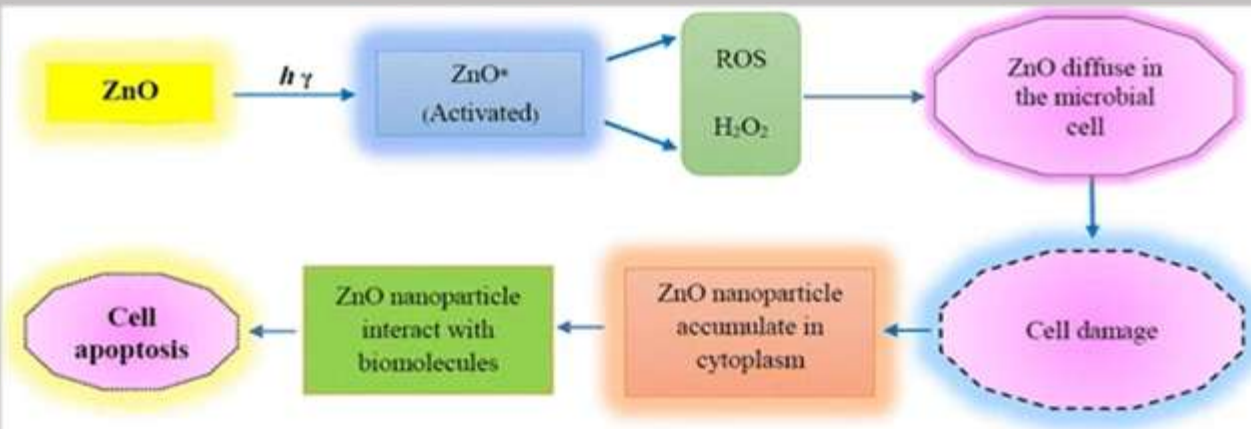 ZnO
h γ
ZnO*
(Activated)
ROS
H₂O₂
ZnO diffuse in
the microbial
cell
Cell damage
ZnO nanoparticle
accumulate in
cytoplasm
ZnO nanoparticle
interact with
biomolecules
Cell
apoptosis